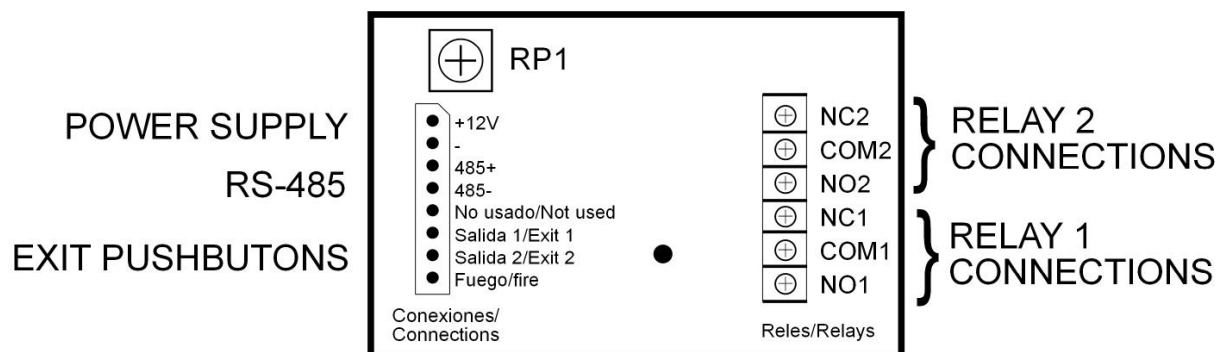 RP1
POWER SUPPLY
RS-485
EXIT PUSHBUTONS
+12V
-
485+
485-
No usado/Not used
Salida 1/Exit 1
Salida 2/Exit 2
Fuego/fire
Conexiones/
Connections
NC2
COM2
NO2
NC1
COM1
NO1
Reles/Relays
RELAY 2
CONNECTIONS
RELAY 1
CONNECTIONS